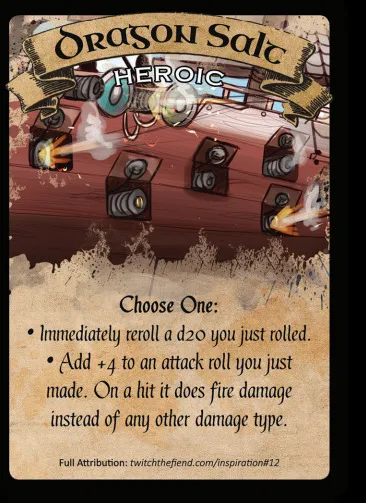 Dragon Salt
HEROIC
Choose One:
• Immediately reroll a d20 you just rolled.
• Add +4 to an attack roll you just
made. On a hit it does fire damage
instead of any other damage type.
Full Attribution: twitchthefiend.com/inspiration#12